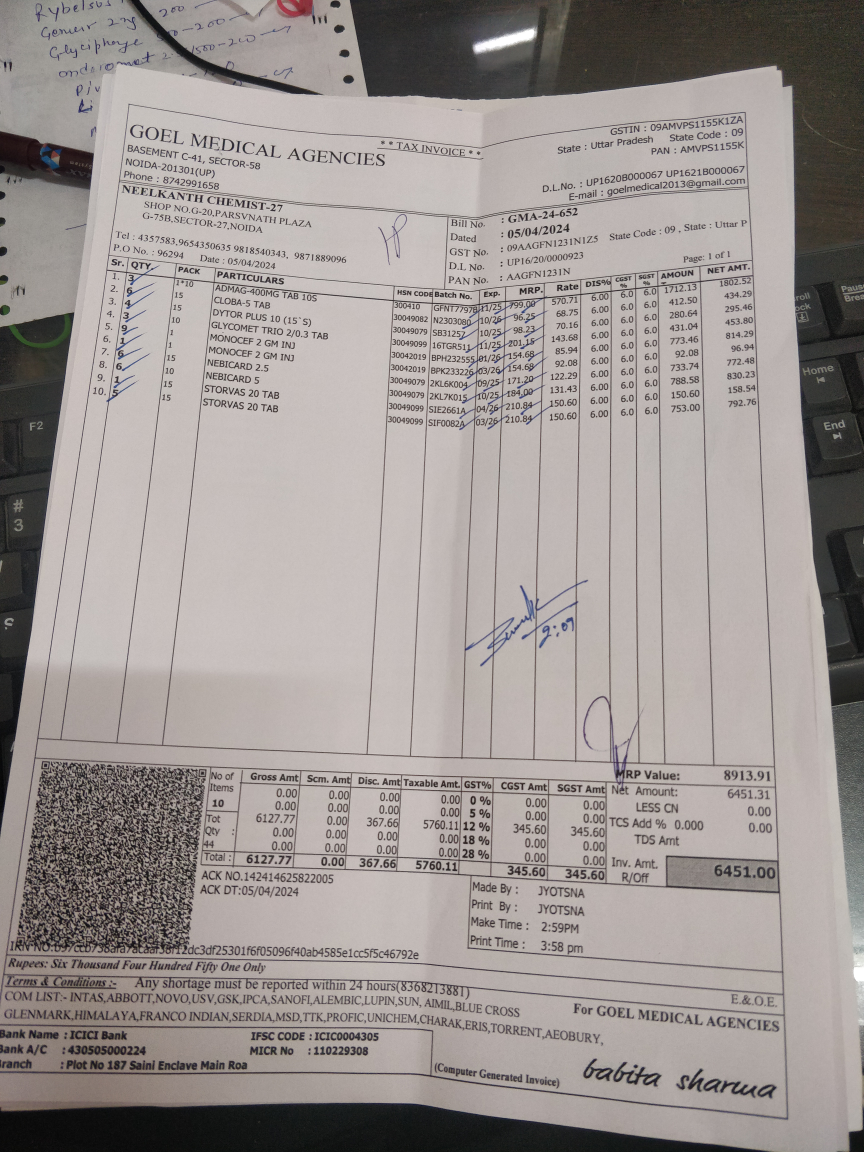 Rybelsus
200
** TAX INVOICE **
GOEL MEDICAL AGENCIES
BASEMENT C-41, SECTOR-58
NOIDA-201301(UP)
Phone : 8742991658
GSTIN : 09AMVPS1155K1ZA
State : Uttar Pradesh State Code : 09
PAN : AMVPS1155K
D.L.No. : UP1620B000067 UP1621B000067
E-mail : goelmedical2013@gmail.com
NEELKANTH CHEMIST-27
SHOP NO.G-20,PARSVNATH PLAZA
G-75B,SECTOR-27,NOIDA
Tel : 4357583,9654350635 9818540343, 9871889096
P.O No. : 96294 Date : 05/04/2024
Bill No. : GMA-24-652
Dated : 05/04/2024
GST No. : 09AAGFN1231N1Z5 State Code : 09 , State : Uttar P
D.L No. : UP16/20/0000923
PAN No. : AAGFN1231N Page: 1 of 1
Sr. QTY. PACK PARTICULARS HSN CODE Batch No. Exp. MRP. Rate DIS% CGST % SGST % AMOUN NET AMT.
1. 3 1*10 ADMAG-400MG TAB 10S 300410 11/25 799.00 570.71 6.00 6.0 6.0 1712.13 1802.52
2. 6 15 CLOBA-5 TAB 30049082 N2303080 10/26 96.25 68.75 6.00 6.0 6.0 412.50 434.29
3. 4 15 DYTOR PLUS 10 (15`S) 30049079 10/25 98.23 70.16 6.00 6.0 6.0 280.64 295.46
4. 3 10 GLYCOMET TRIO 2/0.3 TAB 30049099 16TGR511 11/25 201.15 143.68 6.00 6.0 6.0 431.04 453.80
5. 9 1 MONOCEF 2 GM INJ 30042019 BPH232555 01/26 154.68 85.94 6.00 6.0 6.0 773.46 814.29
6. 1 1 MONOCEF 2 GM INJ 30042019 BPK233226 03/26 154.68 92.08 6.00 6.0 6.0 92.08 96.94
7. 6 15 NEBICARD 2.5 30049079 2KL6K004 09/25 171.20 122.29 6.00 6.0 6.0 733.74 772.48
8. 6 10 NEBICARD 5 30049079 2KL7K015 10/25 184.00 131.43 6.00 6.0 6.0 788.58 830.23
9. 1 15 STORVAS 20 TAB 30049099 SIE2661A 04/26 210.84 150.60 6.00 6.0 6.0 150.60 158.54
10. 5 15 STORVAS 20 TAB 30049099 SIF0082A 03/26 210.84 150.60 6.00 6.0 6.0 753.00 792.76
2:09
No of Items 10
Tot Qty : 44
Gross Amt Scm. Amt Disc. Amt Taxable Amt. GST% CGST Amt SGST Amt
0.00 0.00 0.00 0.00 0 % 0.00 0.00
0.00 0.00 0.00 0.00 5 % 0.00 0.00
6127.77 0.00 367.66 5760.11 12 % 345.60 345.60
0.00 0.00 0.00 0.00 18 % 0.00 0.00
0.00 0.00 0.00 0.00 28 % 0.00 0.00
Total : 6127.77 0.00 367.66 5760.11 345.60 345.60
MRP Value: 8913.91
Net Amount: 6451.31
LESS CN 0.00
TCS Add % 0.000 0.00
TDS Amt
Inv. Amt. R/Off 6451.00
ACK NO.142414625822005
ACK DT:05/04/2024
Made By : JYOTSNA
Print By : JYOTSNA
Make Time : 2:59PM
Print Time : 3:58 pm
Rupees: Six Thousand Four Hundred Fifty One Only
Terms & Conditions :- Any shortage must be reported within 24 hours(8368213881)
E.& O.E.
COM LIST:- INTAS,ABBOTT,NOVO,USV,GSK,IPCA,SANOFI,ALEMBIC,LUPIN,SUN, AIMIL,BLUE CROSS
GLENMARK,HIMALAYA,FRANCO INDIAN,SERDIA,MSD,TTK,PROFIC,UNICHEM,CHARAK,ERIS,TORRENT,AEOBURY,
For GOEL MEDICAL AGENCIES
Bank Name : ICICI Bank IFSC CODE : ICIC0004305
Bank A/C : 430505000224 MICR No : 110229308
Branch : Plot No 187 Saini Enclave Main Roa
(Computer Generated Invoice)
babita sharma
F2
#
3
Home
End